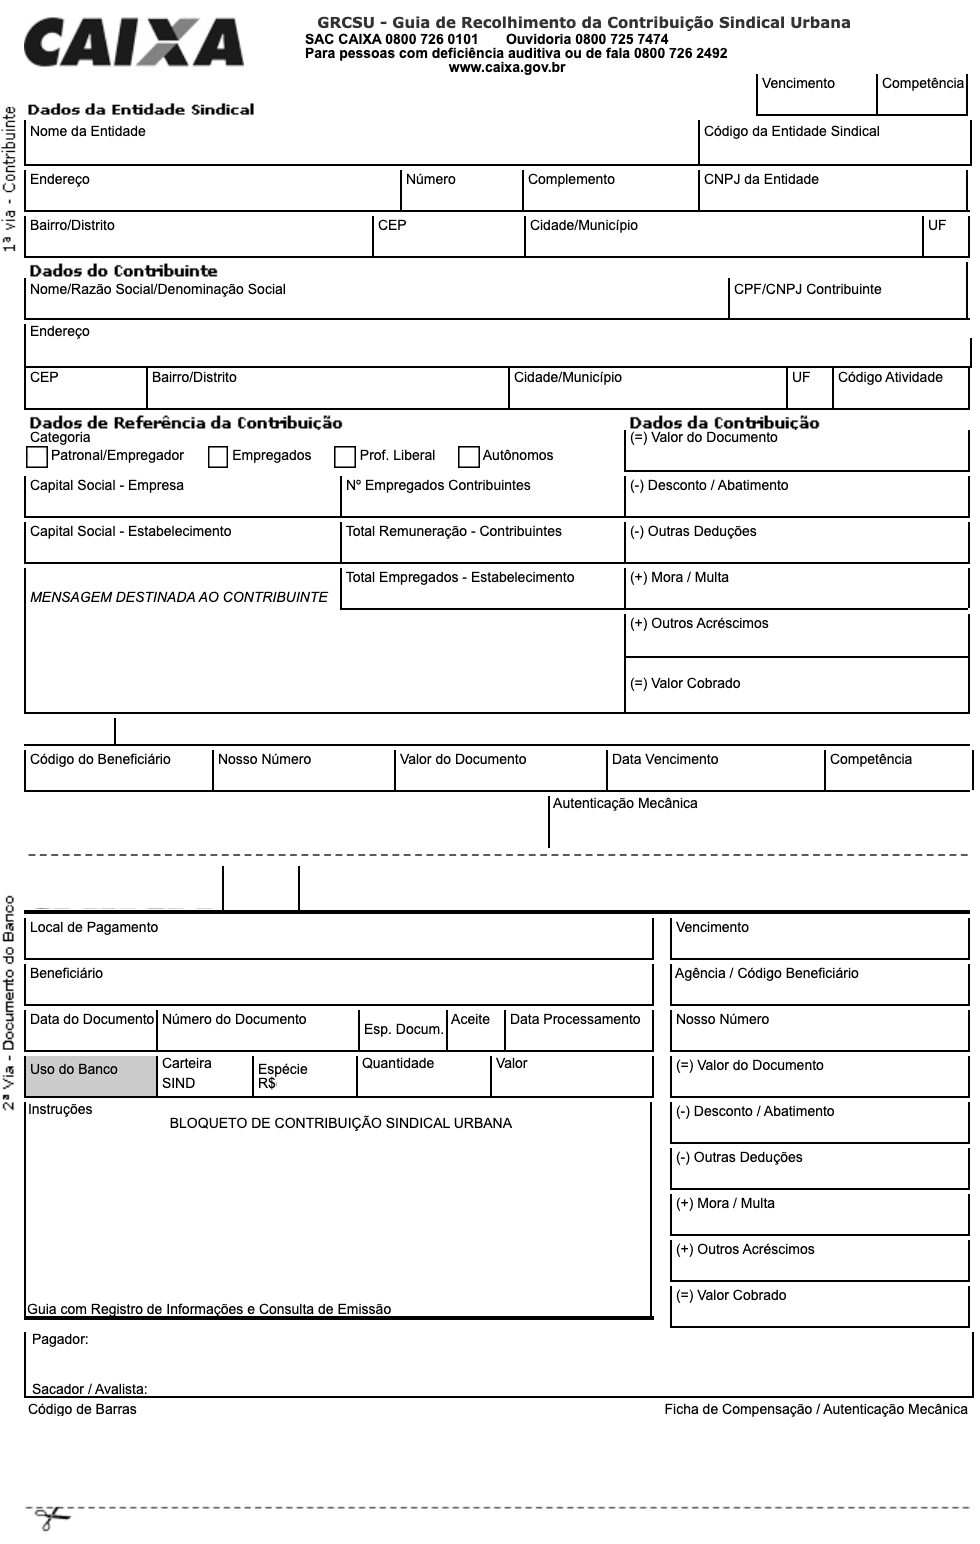 CAIXA
GRCSU - Guia de Recolhimento da Contribuição Sindical Urbana
SAC CAIXA 0800 726 0101 Ouvidoria 0800 725 7474
Para pessoas com deficiência auditiva ou de fala 0800 726 2492
www.caixa.gov.br
Vencimento Competência
1ª via - Contribuinte
Dados da Entidade Sindical
Nome da Entidade Código da Entidade Sindical
Endereço Número Complemento CNPJ da Entidade
Bairro/Distrito CEP Cidade/Município UF
Dados do Contribuinte
Nome/Razão Social/Denominação Social CPF/CNPJ Contribuinte
Endereço
CEP Bairro/Distrito Cidade/Município UF Código Atividade
Dados de Referência da Contribuição Dados da Contribuição
Categoria (=) Valor do Documento
Patronal/Empregador Empregados Prof. Liberal Autônomos
Capital Social - Empresa Nº Empregados Contribuintes (-) Desconto / Abatimento
Capital Social - Estabelecimento Total Remuneração - Contribuintes (-) Outras Deduções
Total Empregados - Estabelecimento (+) Mora / Multa
MENSAGEM DESTINADA AO CONTRIBUINTE
(+) Outros Acréscimos
(=) Valor Cobrado
Código do Beneficiário Nosso Número Valor do Documento Data Vencimento Competência
Autenticação Mecânica
2ª Via - Documento do Banco
Local de Pagamento Vencimento
Beneficiário Agência / Código Beneficiário
Data do Documento Número do Documento Esp. Docum. Aceite Data Processamento Nosso Número
Uso do Banco Carteira Espécie Quantidade Valor (=) Valor do Documento
SIND R$
Instruções (-) Desconto / Abatimento
BLOQUETO DE CONTRIBUIÇÃO SINDICAL URBANA
(-) Outras Deduções
(+) Mora / Multa
(+) Outros Acréscimos
(=) Valor Cobrado
Guia com Registro de Informações e Consulta de Emissão
Pagador:
Sacador / Avalista:
Código de Barras Ficha de Compensação / Autenticação Mecânica